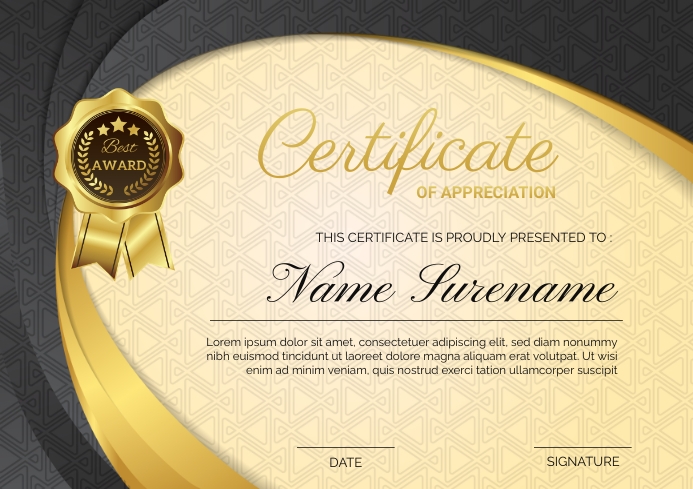 Best
AWARD
Certificate
OF APPRECIATION
THIS CERTIFICATE IS PROUDLY PRESENTED TO :
Name Surename
Lorem ipsum dolor sit amet, consectetuer adipiscing elit, sed diam nonummy
nibh euismod tincidunt ut laoreet dolore magna aliquam erat volutpat. Ut wisi
enim ad minim veniam, quis nostrud exerci tation ullamcorper suscipit
DATE
SIGNATURE